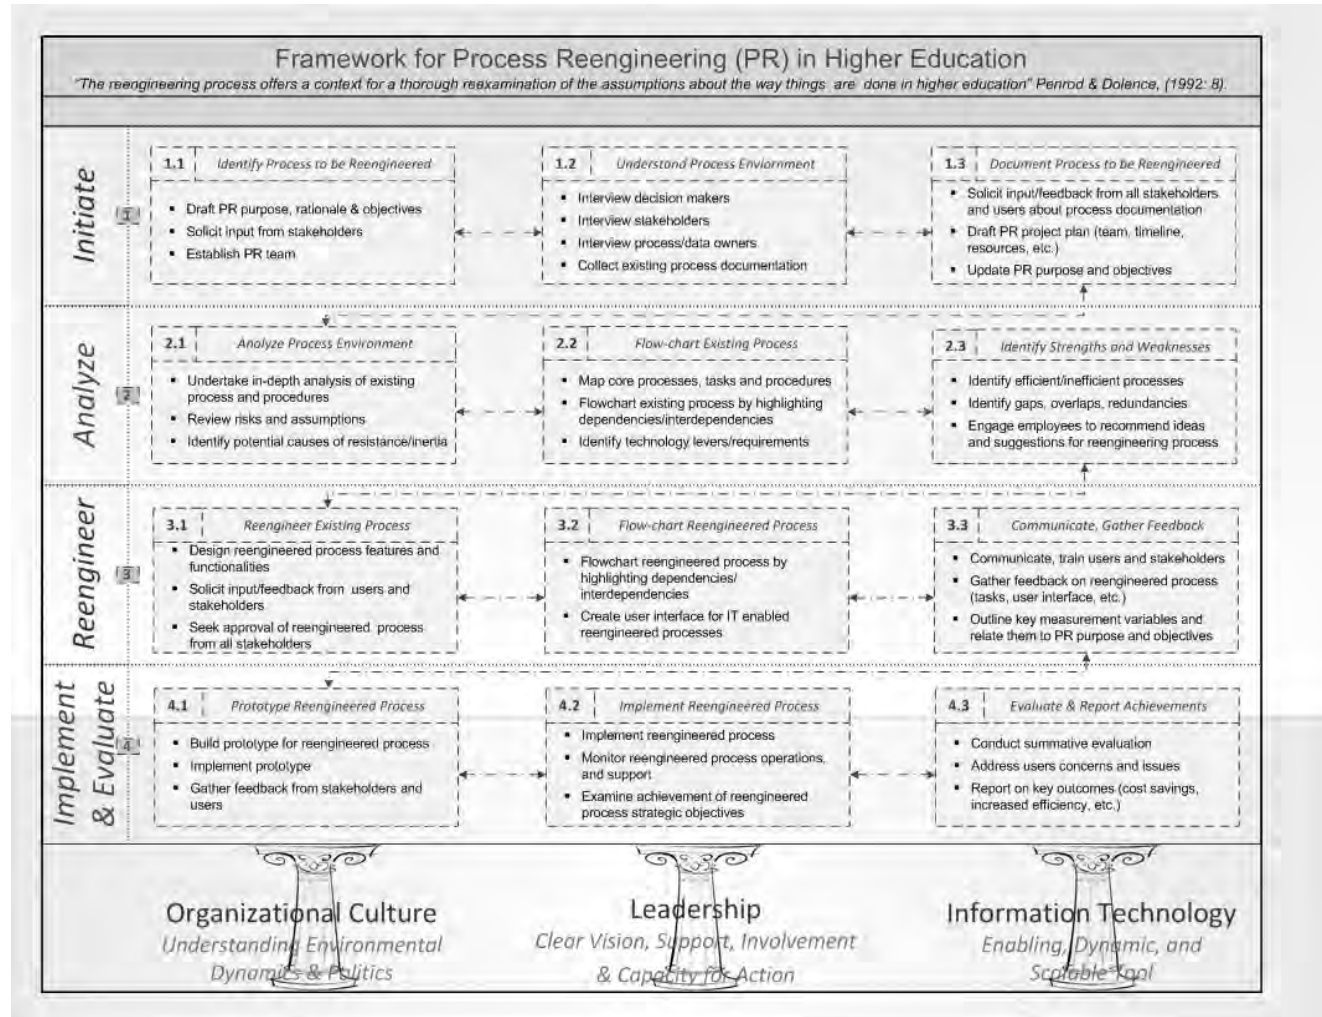 Framework for Process Reengineering (PR) in Higher Education
"The reengineering process offers a context for a thorough reexamination of the assumptions about the way things are done in higher education" Penrod & Dolence, (1992: 8).
Initiate
1
1.1 Identify Process to be Reengineered
▪ Draft PR purpose, rationale & objectives
▪ Solicit input from stakeholders
▪ Establish PR team
1.2 Understand Process Enviornment
▪ Interview decision makers
▪ Interview stakeholders
▪ Interview process/data owners
▪ Collect existing process documentation
1.3 Document Process to be Reengineered
▪ Solicit input/feedback from all stakeholders
and users about process documentation
▪ Draft PR project plan (team, timeline,
resources, etc.)
▪ Update PR purpose and objectives
Analyze
2
2.1 Analyze Process Environment
▪ Undertake in-depth analysis of existing
process and procedures
▪ Review risks and assumptions
▪ Identify potential causes of resistance/inertia
2.2 Flow-chart Existing Process
▪ Map core processes, tasks and procedures
▪ Flowchart existing process by highlighting
dependencies/interdependencies
▪ Identify technology levers/requirements
2.3 Identify Strengths and Weaknesses
▪ Identify efficient/inefficient processes
▪ Identify gaps, overlaps, redundancies
▪ Engage employees to recommend ideas
and suggestions for reengineering process
Reengineer
3
3.1 Reengineer Existing Process
▪ Design reengineered process features and
functionalities
▪ Solicit input/feedback from users and
stakeholders
▪ Seek approval of reengineered process
from all stakeholders
3.2 Flow-chart Reengineered Process
▪ Flowchart reengineered process by
highlighting dependencies/
interdependencies
▪ Create user interface for IT enabled
reengineered processes
3.3 Communicate, Gather Feedback
▪ Communicate, train users and stakeholders
▪ Gather feedback on reengineered process
(tasks, user interface, etc.)
▪ Outline key measurement variables and
relate them to PR purpose and objectives
Implement
& Evaluate
4
4.1 Prototype Reengineered Process
▪ Build prototype for reengineered process
▪ Implement prototype
▪ Gather feedback from stakeholders and
users
4.2 Implement Reengineered Process
▪ Implement reengineered process
▪ Monitor reengineered process operations,
and support
▪ Examine achievement of reengineered
process strategic objectives
4.3 Evaluate & Report Achievements
▪ Conduct summative evaluation
▪ Address users concerns and issues
▪ Report on key outcomes (cost savings,
increased efficiency, etc.)
Organizational Culture
Understanding Environmental
Dynamics & Politics
Leadership
Clear Vision, Support, Involvement
& Capacity for Action
Information Technology
Enabling, Dynamic, and
Scalable Tool